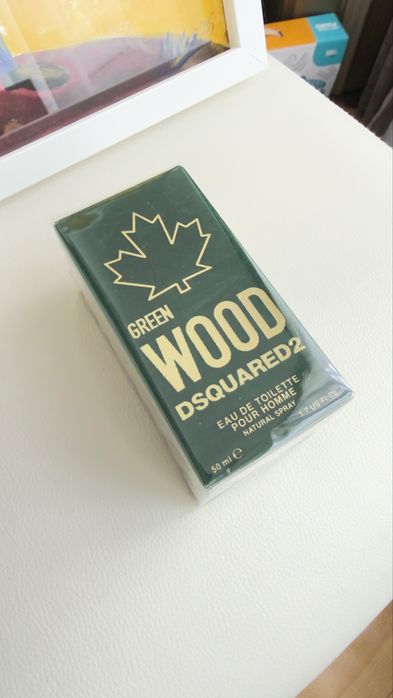 GREEN
WOOD
DSQUARED2
EAU DE TOILETTE
POUR HOMME
NATURAL SPRAY
50 ml ℮ 1.7 US Fl.Oz.